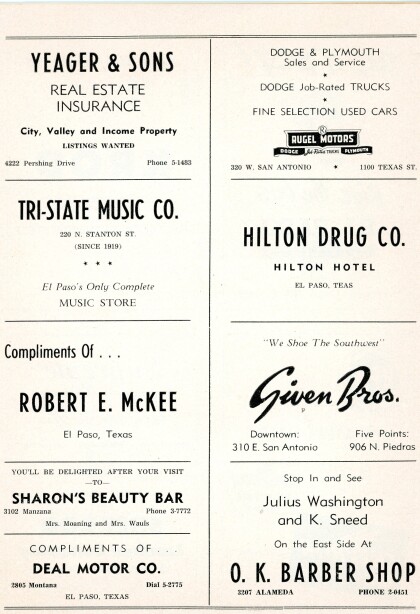 YEAGER & SONS
REAL ESTATE
INSURANCE
City, Valley and Income Property
LISTINGS WANTED
4222 Pershing Drive Phone 5-1483
TRI-STATE MUSIC CO.
220 N. STANTON ST.
(SINCE 1919)
* * *
El Paso's Only Complete
MUSIC STORE
Compliments Of . . .
ROBERT E. McKEE
El Paso, Texas
YOU'LL BE DELIGHTED AFTER YOUR VISIT
—TO—
SHARON'S BEAUTY BAR
3102 Manzana Phone 3-7772
Mrs. Moaning and Mrs. Wauls
COMPLIMENTS OF . . .
DEAL MOTOR CO.
2805 Montana Dial 5-2775
EL PASO, TEXAS
DODGE & PLYMOUTH
Sales and Service
*
DODGE Job-Rated TRUCKS
*
FINE SELECTION USED CARS
RUGEL MOTORS
DODGE Job-Rated TRUCKS PLYMOUTH
320 W. SAN ANTONIO * 1100 TEXAS ST.
HILTON DRUG CO.
HILTON HOTEL
EL PASO, TEAS
"We Shoe The Southwest"
Given Bros.
Downtown: Five Points:
310 E. San Antonio 906 N. Piedras
Stop In and See
Julius Washington
and K. Sneed
On the East Side At
O. K. BARBER SHOP
3207 ALAMEDA PHONE 2-0451